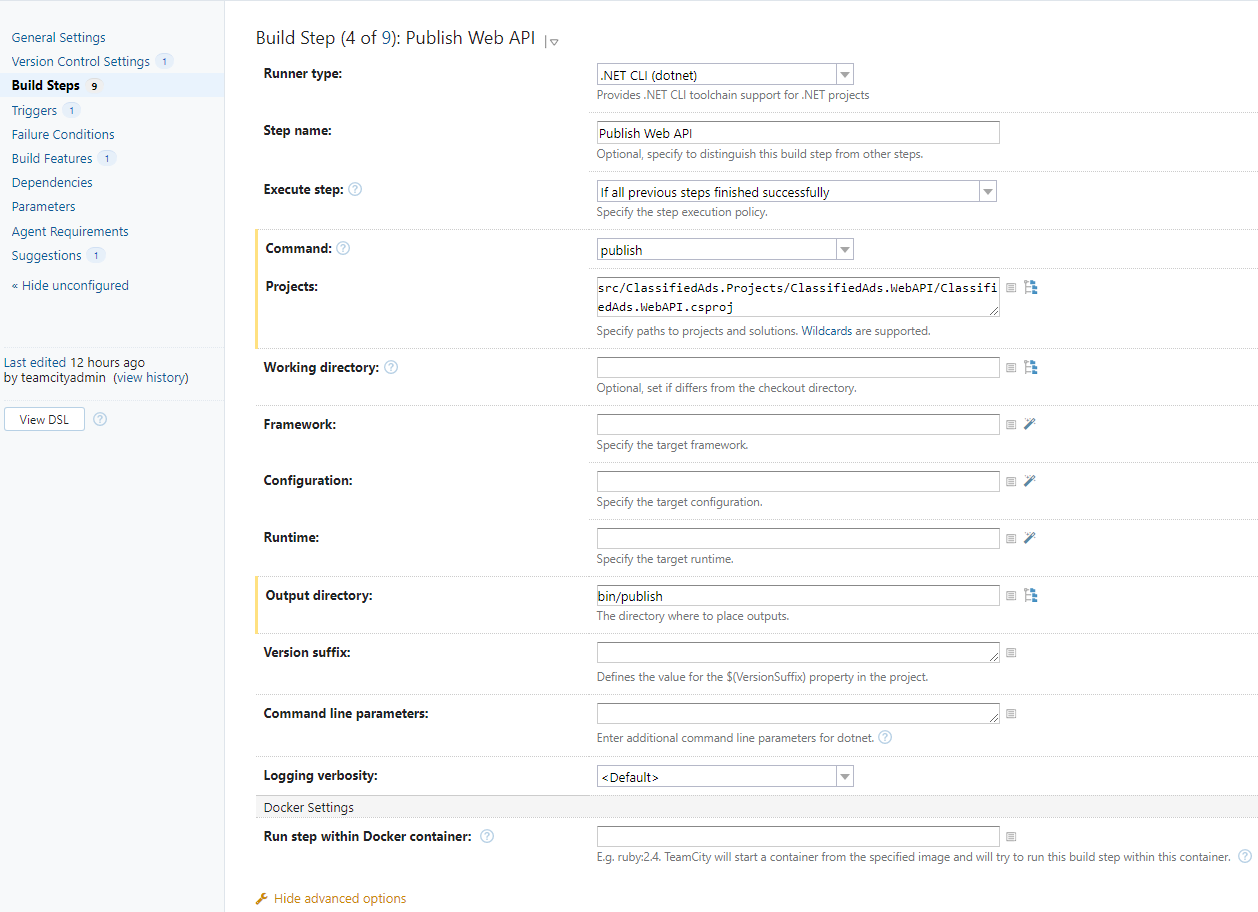 General Settings
Version Control Settings 1
Build Steps 9
Triggers 1
Failure Conditions
Build Features 1
Dependencies
Parameters
Agent Requirements
Suggestions 1
« Hide unconfigured
Last edited 12 hours ago
by teamcityadmin (view history)
View DSL ?
Build Step (4 of 9): Publish Web API
Runner type:
.NET CLI (dotnet)
Provides .NET CLI toolchain support for .NET projects
Step name:
Publish Web API
Optional, specify to distinguish this build step from other steps.
Execute step: ?
If all previous steps finished successfully
Specify the step execution policy.
Command: ?
publish
Projects:
src/ClassifiedAds.Projects/ClassifiedAds.WebAPI/Classifi
edAds.WebAPI.csproj
Specify paths to projects and solutions. Wildcards are supported.
Working directory: ?
Optional, set if differs from the checkout directory.
Framework:
Specify the target framework.
Configuration:
Specify the target configuration.
Runtime:
Specify the target runtime.
Output directory:
bin/publish
The directory where to place outputs.
Version suffix:
Defines the value for the $(VersionSuffix) property in the project.
Command line parameters:
Enter additional command line parameters for dotnet. ?
Logging verbosity:
<Default>
Docker Settings
Run step within Docker container: ?
E.g. ruby:2.4. TeamCity will start a container from the specified image and will try to run this build step within this container. ?
Hide advanced options